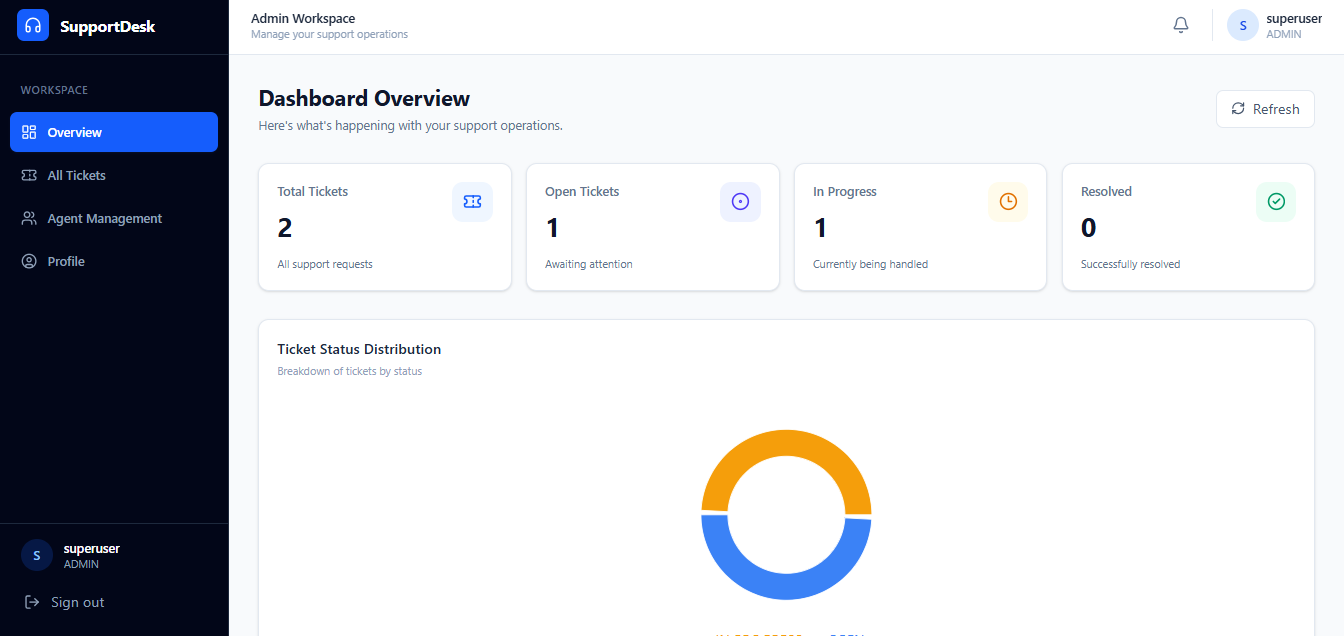 SupportDesk
WORKSPACE
Overview
All Tickets
Agent Management
Profile
S
superuser
ADMIN
Sign out
Admin Workspace
Manage your support operations
S
superuser
ADMIN
Dashboard Overview
Here's what's happening with your support operations.
Refresh
Total Tickets
2
All support requests
Open Tickets
1
Awaiting attention
In Progress
1
Currently being handled
Resolved
0
Successfully resolved
Ticket Status Distribution
Breakdown of tickets by status